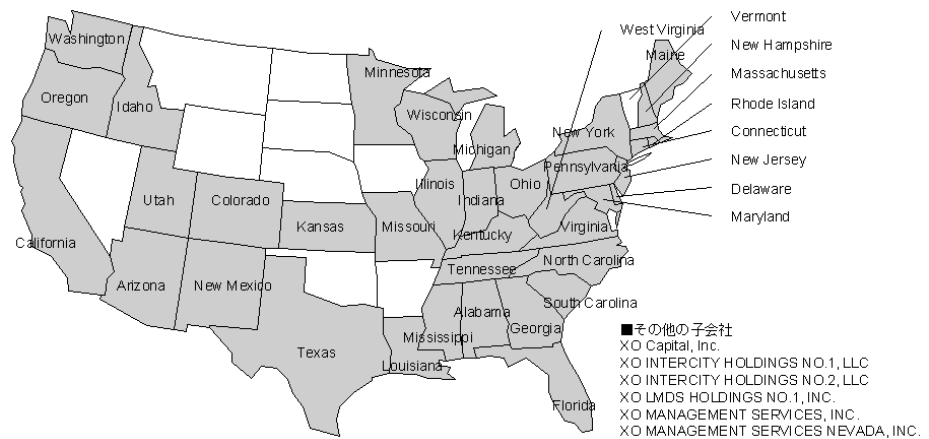 Washington
Oregon
Idaho
California
Utah
Colorado
Arizona
New Mexico
Kansas
Texas
Minnesota
Wisconsin
Michigan
Illinois
Indiana
Ohio
Missouri
Kentucky
Tennessee
Mississippi
Alabama
Georgia
Louisiana
Florida
South Carolina
North Carolina
Virginia
Pennsylvania
New York
Maine
West Virginia
Vermont
New Hampshire
Massachusetts
Rhode Island
Connecticut
New Jersey
Delaware
Maryland
■その他の子会社
XO Capital, Inc.
XO INTERCITY HOLDINGS NO.1, LLC
XO INTERCITY HOLDINGS NO.2, LLC
XO LMDS HOLDINGS NO.1, INC.
XO MANAGEMENT SERVICES, INC.
XO MANAGEMENT SERVICES NEVADA, INC.